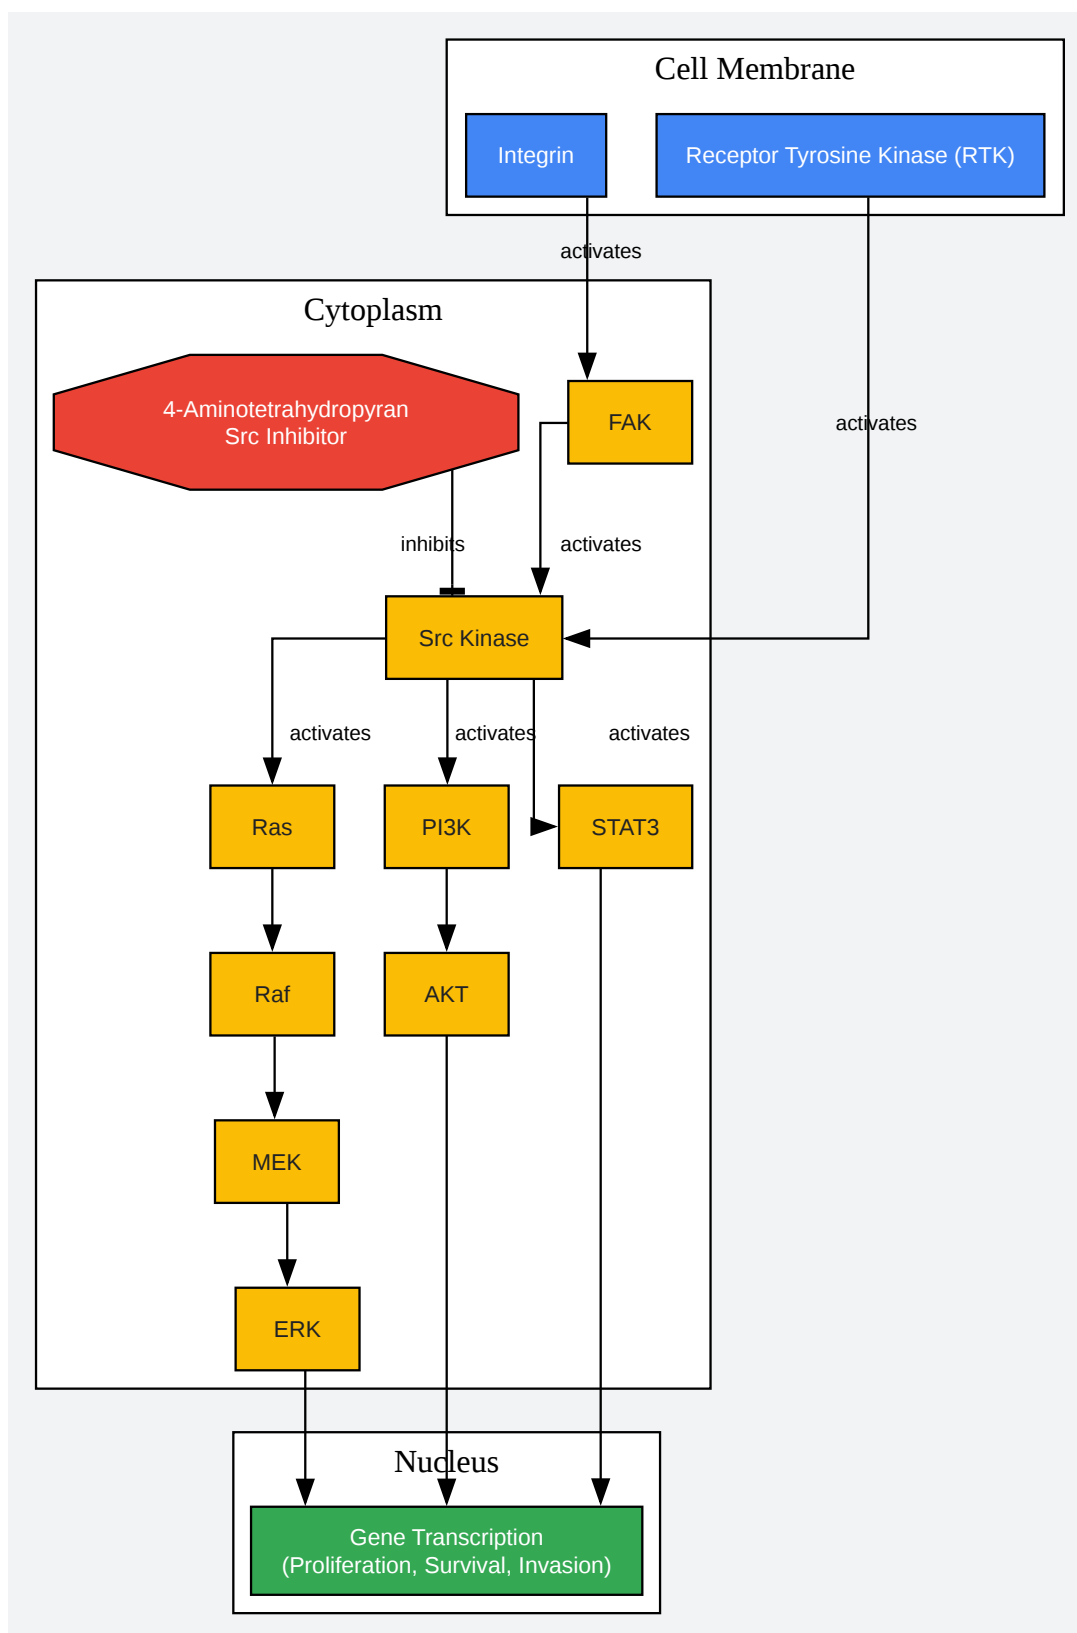 Cell Membrane
Integrin
Receptor Tyrosine Kinase (RTK)
activates
Cytoplasm
4-Aminotetrahydropyran
Src Inhibitor
FAK
activates
inhibits
activates
Src Kinase
activates
activates
activates
Ras
PI3K
STAT3
Raf
AKT
MEK
ERK
Nucleus
Gene Transcription
(Proliferation, Survival, Invasion)